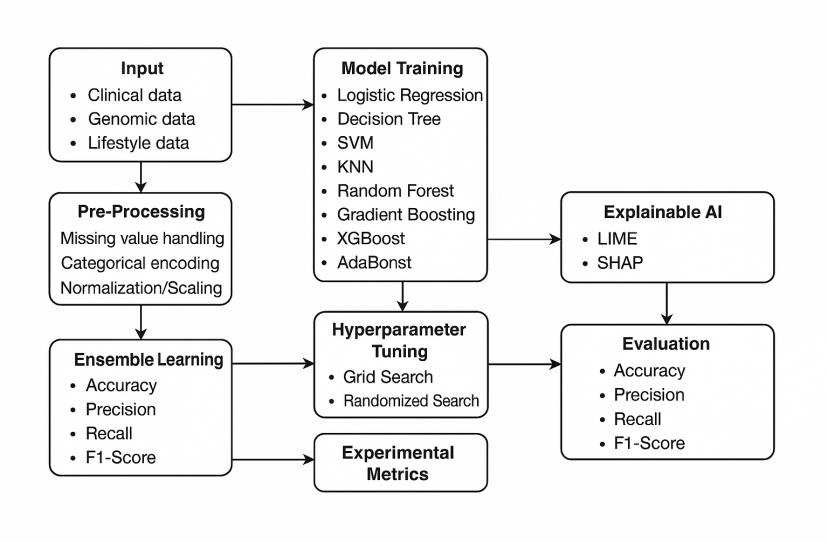 Input
• Clinical data
• Genomic data
• Lifestyle data
Pre-Processing
Missing value handling
Categorical encoding
Normalization/Scaling
Ensemble Learning
• Accuracy
• Precision
• Recall
• F1-Score
Model Training
• Logistic Regression
• Decision Tree
• SVM
• KNN
• Random Forest
• Gradient Boosting
• XGBoost
• AdaBonst
Hyperparameter
Tuning
• Grid Search
• Randomized Search
Experimental
Metrics
Explainable AI
• LIME
• SHAP
Evaluation
• Accuracy
• Precision
• Recall
• F1-Score